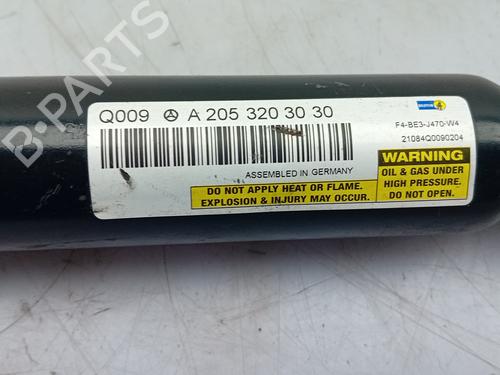 Q009 A 205 320 30 30
F4-BE3-J470-W4
21084Q0090204
ASSEMBLED IN GERMANY
DO NOT APPLY HEAT OR FLAME.
EXPLOSION & INJURY MAY OCCUR.
WARNING
OIL & GAS UNDER
HIGH PRESSURE.
DO NOT OPEN.
B-PARTS